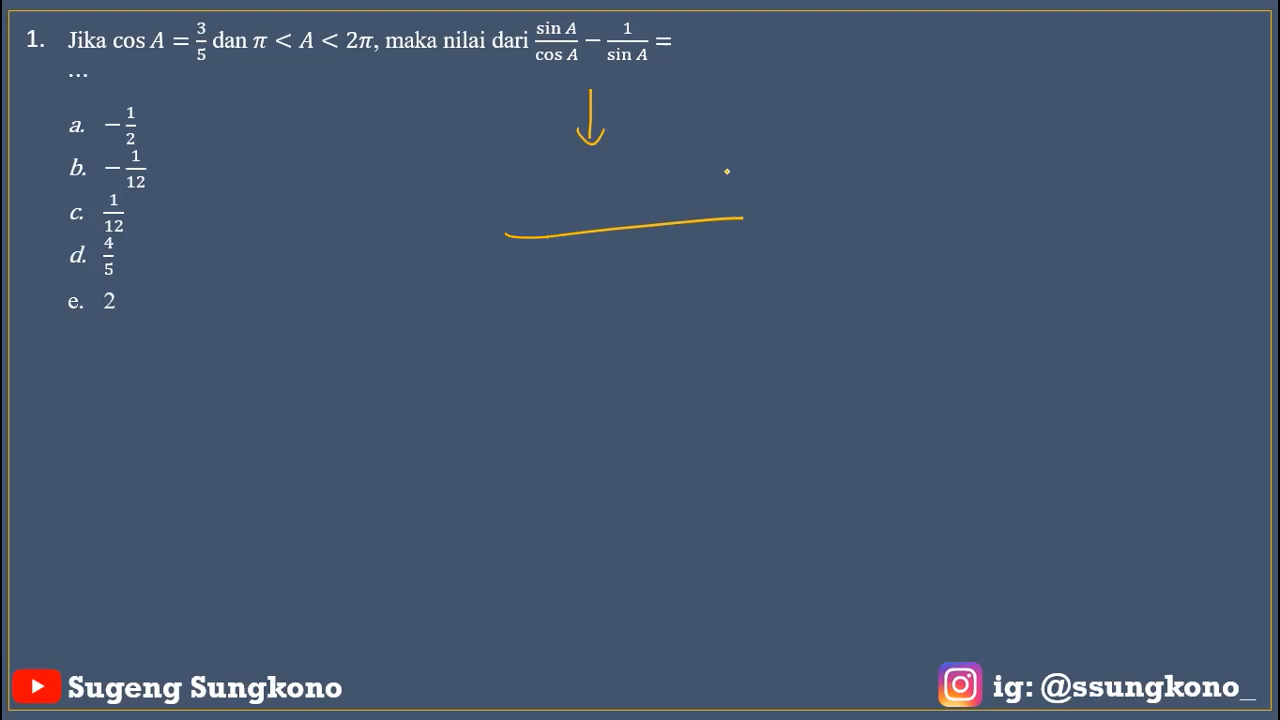 1. Jika cos A = 3/5 dan π < A < 2π, maka nilai dari sin A/cos A − 1/sin A =
…
a. −1/2
b. −1/12
c. 1/12
d. 4/5
e. 2
Sugeng Sungkono
ig: @ssungkono_